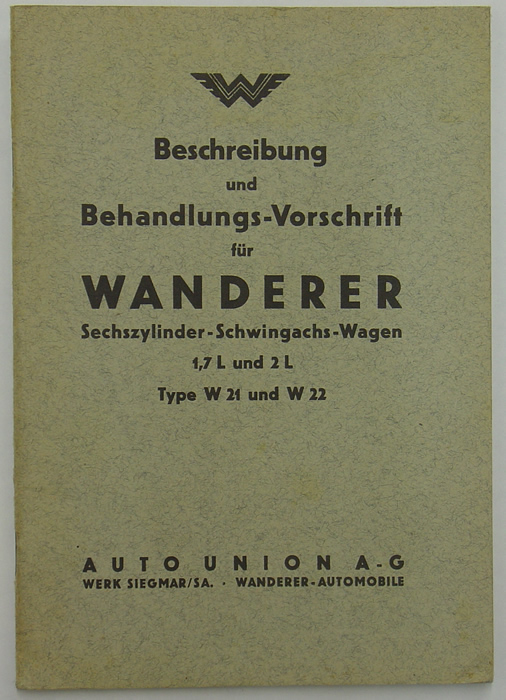 W
Beschreibung
und
Behandlungs-Vorschrift
für
WANDERER
Sechszylinder-Schwingachs-Wagen
1,7 L und 2 L
Type W 21 und W 22
AUTO UNION A-G
WERK SIEGMAR/SA. · WANDERER-AUTOMOBILE